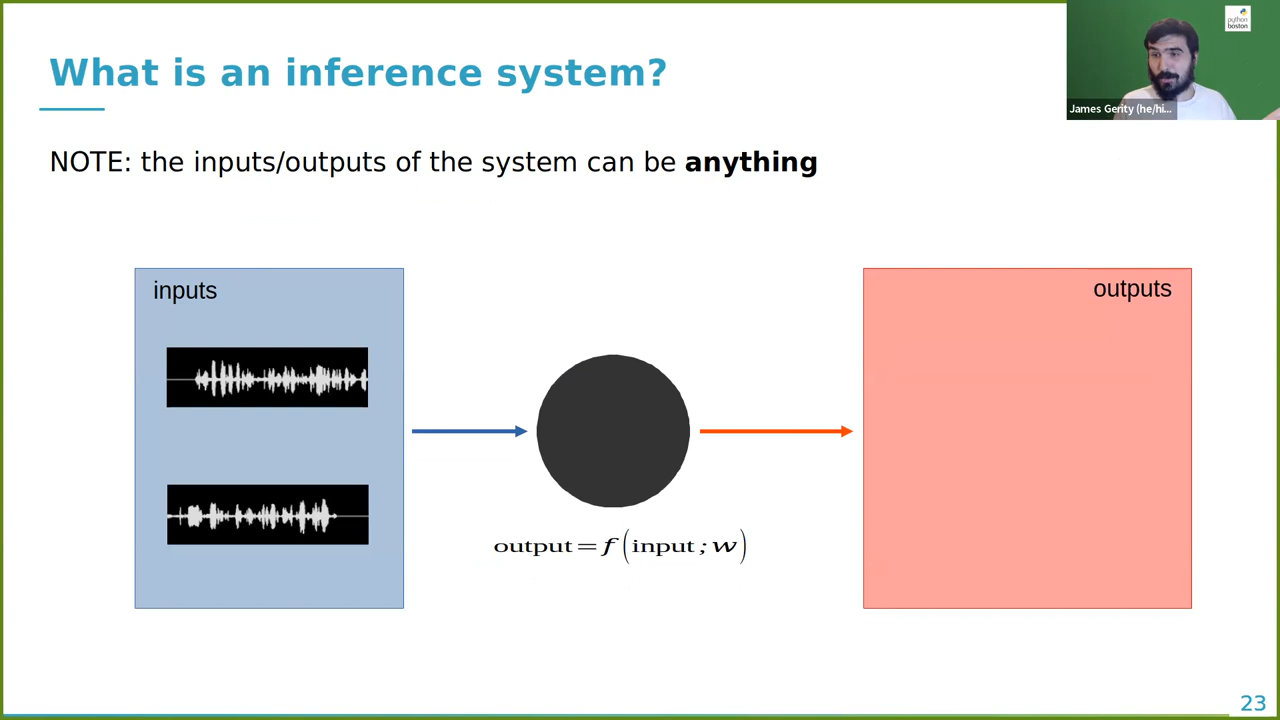 What is an inference system?
python
boston
James Gerity (he/hi...
NOTE: the inputs/outputs of the system can be anything
inputs
outputs
output=f(input;w)
23